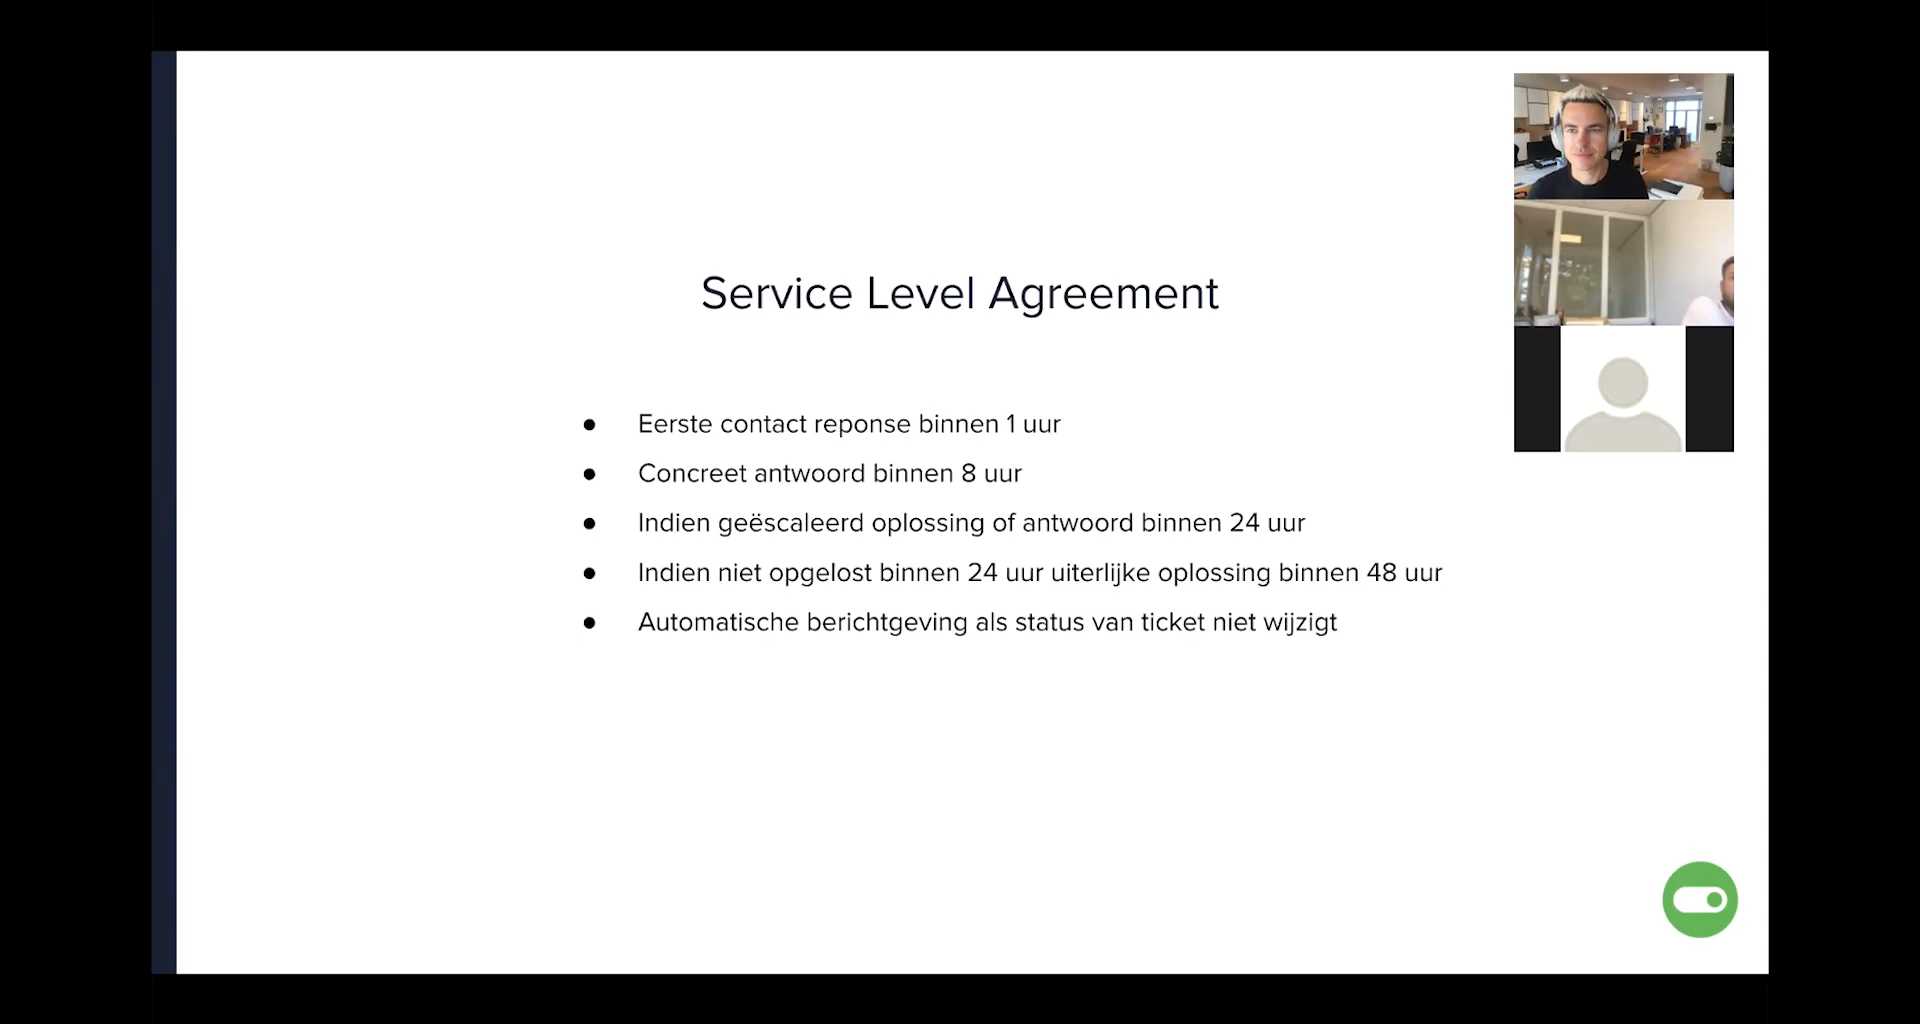 Service Level Agreement
Eerste contact reponse binnen 1 uur
Concreet antwoord binnen 8 uur
Indien geëscaleerd oplossing of antwoord binnen 24 uur
Indien niet opgelost binnen 24 uur uiterlijke oplossing binnen 48 uur
Automatische berichtgeving als status van ticket niet wijzigt